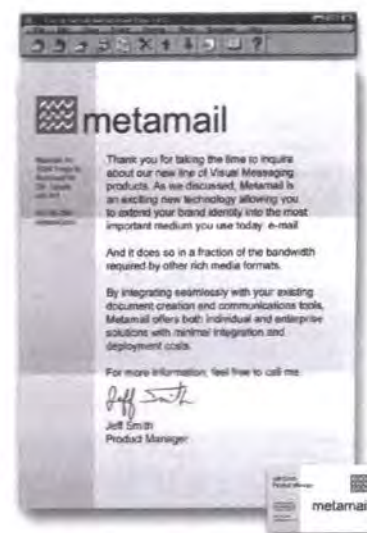 metamail
Thank you for taking the time to inquire
about our new line of Visual Messaging
products. As we discussed, Metamail is
an exciting new technology allowing you
to extend your brand identity into the most
important medium you use today: e-mail
And it does so in a fraction of the bandwidth
required by other rich media formats.
By integrating seamlessly with your existing
document creation and communications tools,
Metamail offers both individual and enterprise
solutions with minimal integration and
deployment costs.
For more information, feel free to call me.
Jeff Smith
Jeff Smith
Product Manager
Product Manager
metamail